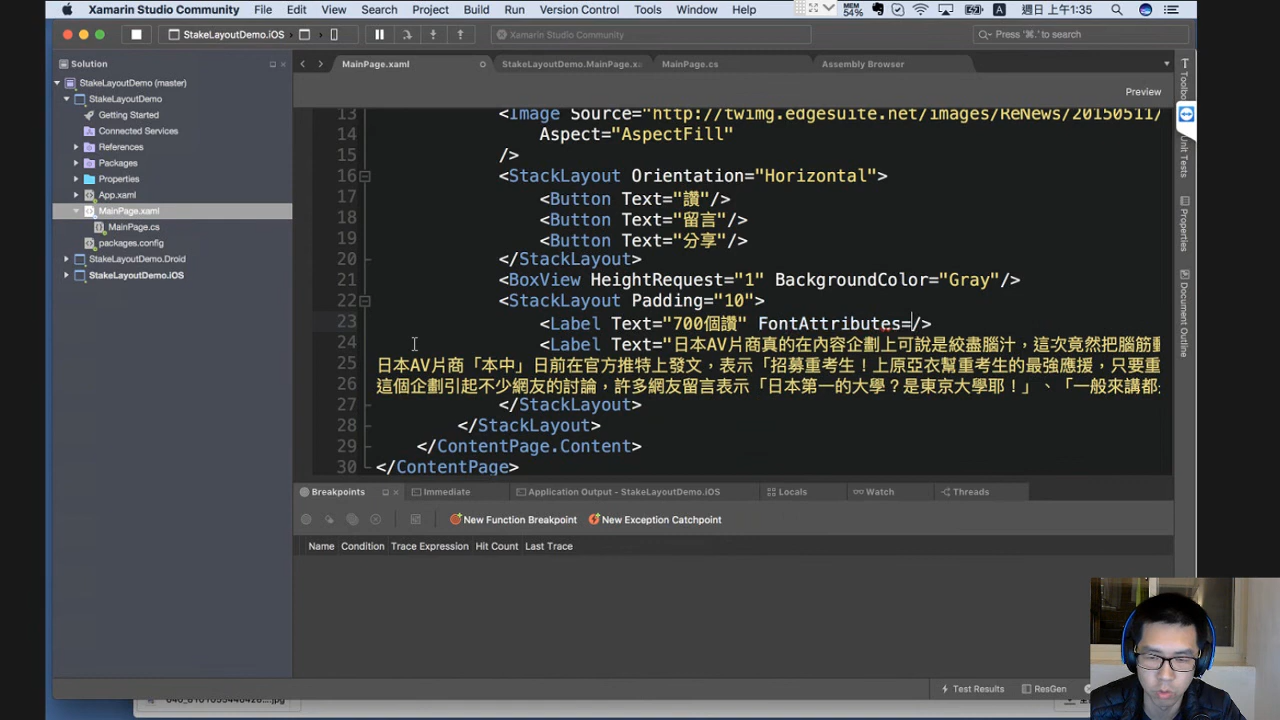 Xamarin Studio Community File Edit View Search Project Build Run Version Control Tools Window Help MEM 54% A 週日 上午1:35
StakeLayoutDemo.iOS Xamarin Studio Community Press '⌘.' to search
Solution
StakeLayoutDemo (master)
StakeLayoutDemo
Getting Started
Connected Services
References
Packages
Properties
App.xaml
MainPage.xaml
MainPage.cs
packages.config
StakeLayoutDemo.Droid
StakeLayoutDemo.iOS
MainPage.xaml StakeLayoutDemo.MainPage.xa... MainPage.cs Assembly Browser
Preview
13 <Image Source="http://twimg.edgesuite.net/images/ReNews/20150511/
14 Aspect="AspectFill"
15 />
16 <StackLayout Orientation="Horizontal">
17 <Button Text="讚"/>
18 <Button Text="留言"/>
19 <Button Text="分享"/>
20 </StackLayout>
21 <BoxView HeightRequest="1" BackgroundColor="Gray"/>
22 <StackLayout Padding="10">
23 <Label Text="700個讚" FontAttributes=/>
24 <Label Text="日本AV片商真的在內容企劃上可說是絞盡腦汁，這次竟然把腦筋動
25 日本AV片商「本中」日前在官方推特上發文，表示「招募重考生！上原亞衣幫重考生的最強應援，只要重
26 這個企劃引起不少網友的討論，許多網友留言表示「日本第一的大學？是東京大學耶！」、「一般來講都
27 </StackLayout>
28 </StackLayout>
29 </ContentPage.Content>
30 </ContentPage>
Toolbox
Unit Tests
Properties
Document Outline
Breakpoints Immediate Application Output - StakeLayoutDemo.iOS Locals Watch Threads
New Function Breakpoint New Exception Catchpoint
Name Condition Trace Expression Hit Count Last Trace
Test Results ResGen